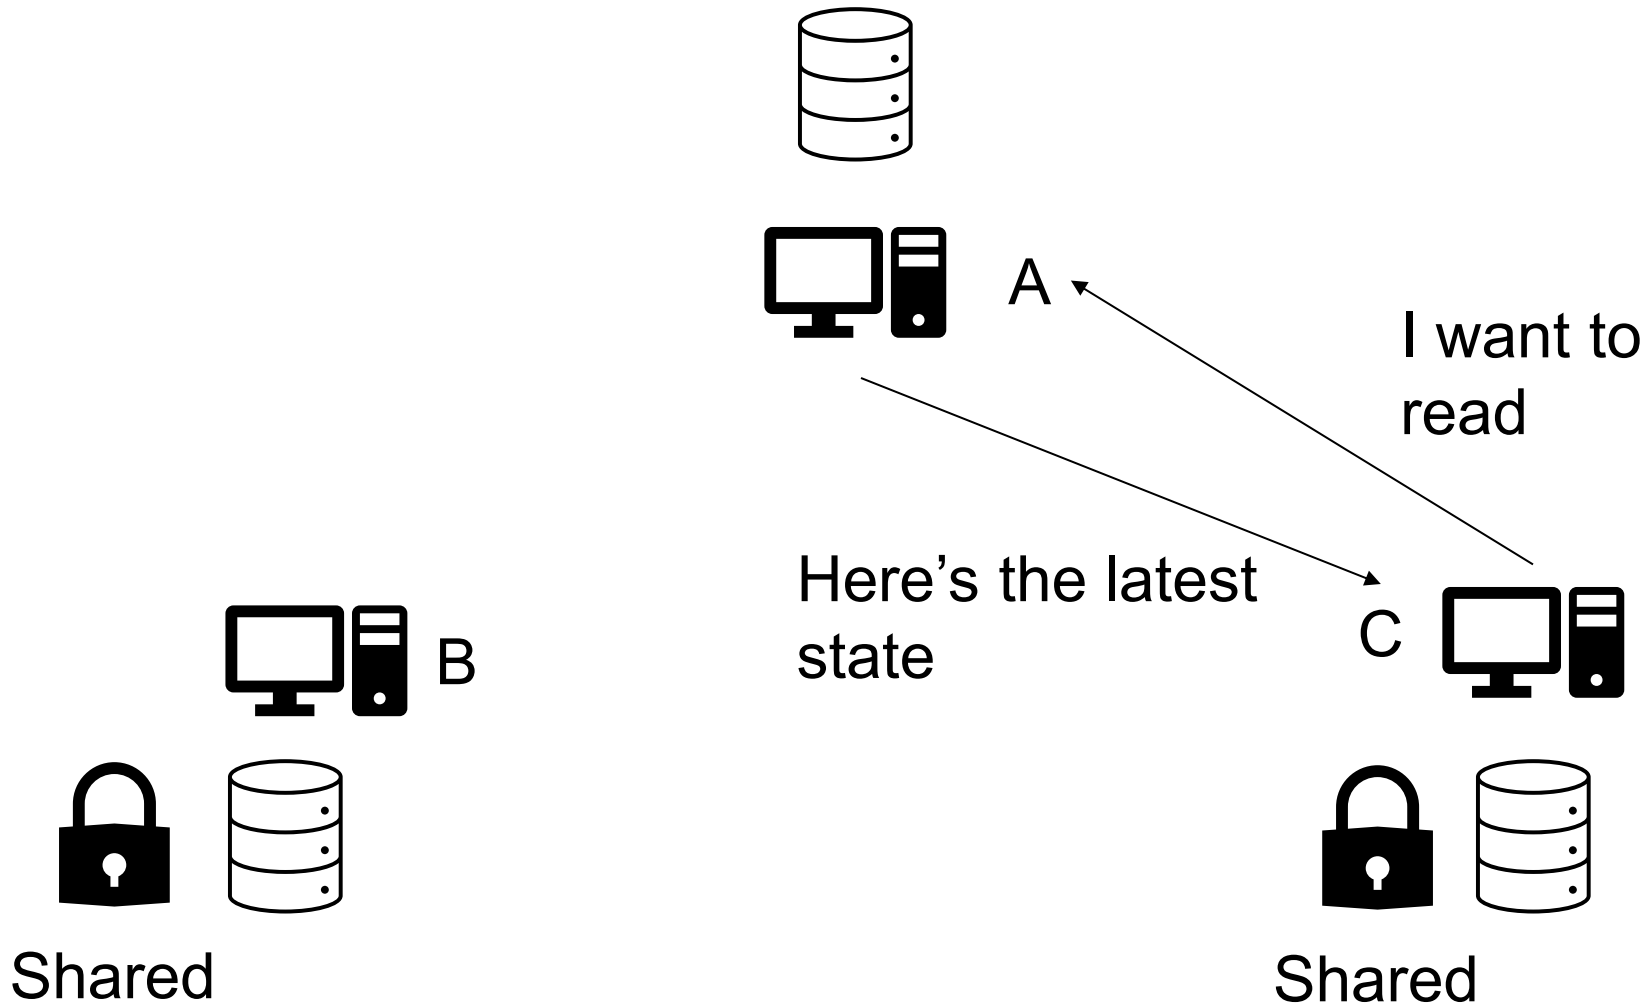 A
I want to
read
Here’s the latest
state
C
B
Shared
Shared